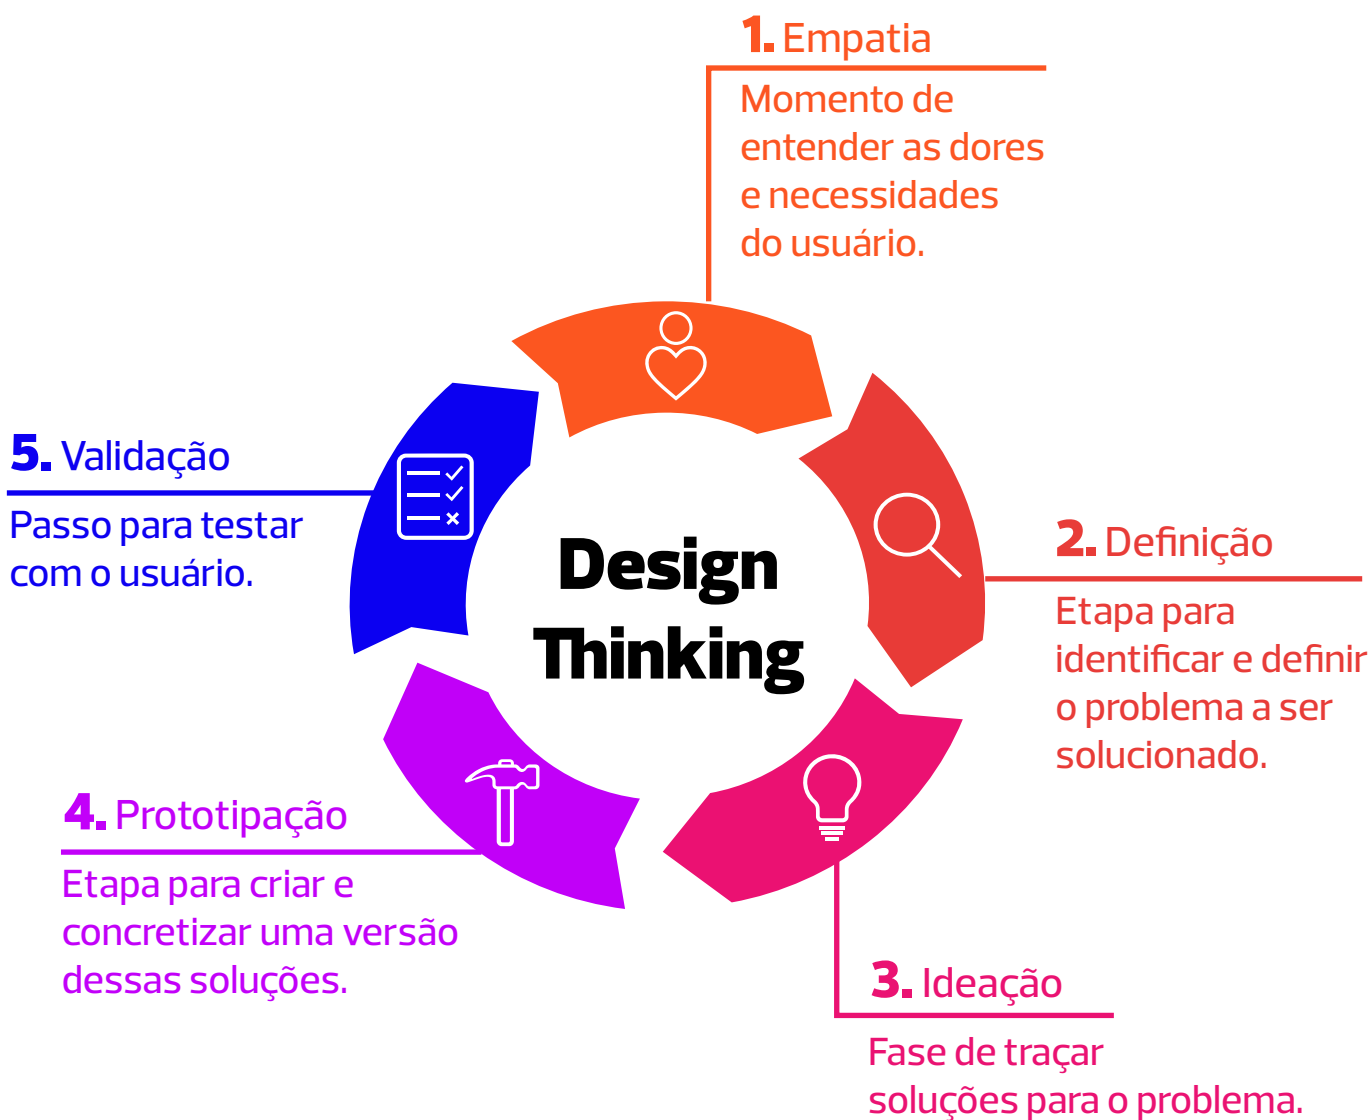 1. Empatia
Momento de
entender as dores
e necessidades
do usuário.
Design
Thinking
2. Definição
Etapa para
identificar e definir
o problema a ser
solucionado.
3. Ideação
Fase de traçar
soluções para o problema.
4. Prototipação
Etapa para criar e
concretizar uma versão
dessas soluções.
5. Validação
Passo para testar
com o usuário.